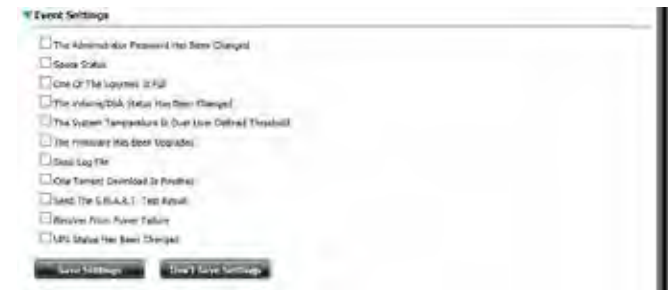 Event Settings
The Administrator Password Has Been Changed
Space Status
One Of The Volumes Is Full
The Volume/Disk Status Has Been Changed
The System Temperature Is Over User Defined Threshold
The Firmware Has Been Upgraded
Send Log File
One Torrent Download Is Finished
Send The S.M.A.R.T. Test Result
Recover From Power Failure
UPS Status Has Been Changed
Save Settings Don't Save Settings